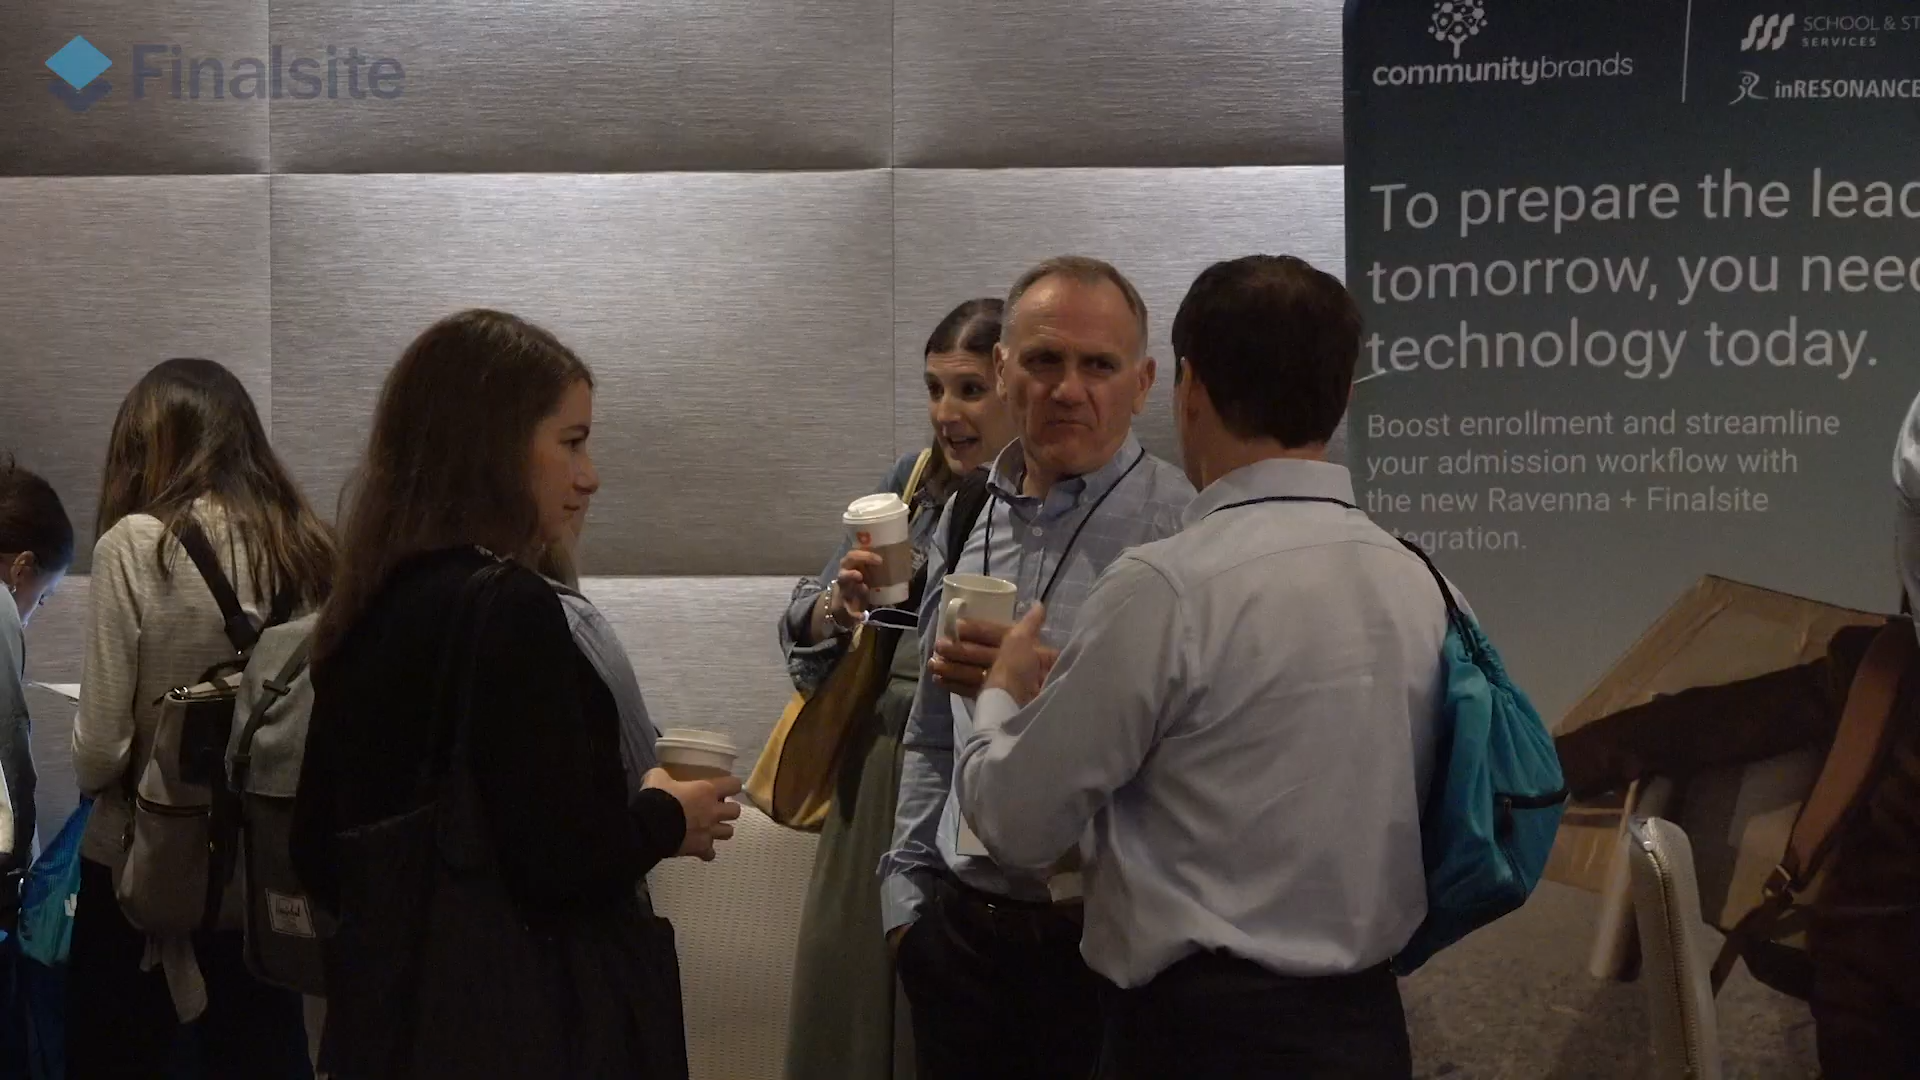 Finalsite
communitybrands
SCHOOL & ST
SERVICES
inRESONANCE
To prepare the lead
tomorrow, you need
technology today.
Boost enrollment and streamline
your admission workflow with
the new Ravenna + Finalsite
egration.